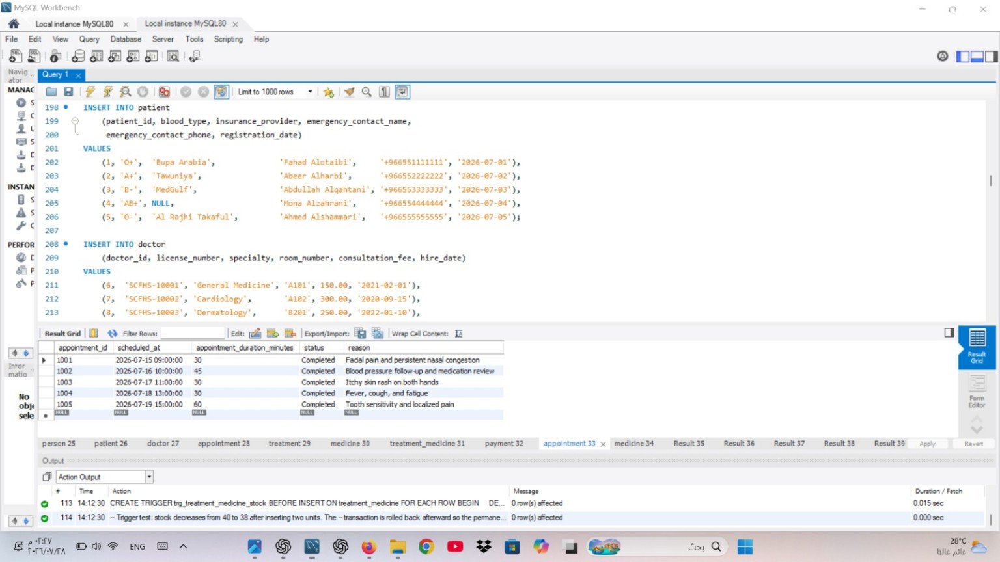 MySQL Workbench
Local instance MySQL80
Local instance MySQL80
File Edit View Query Database Server Tools Scripting Help
Navig
ator
MANAG
INSTAN
PERFOR
Infor
matio
No
obje
sele
Query 1
Limit to 1000 rows
198 INSERT INTO patient
199 (patient_id, blood_type, insurance_provider, emergency_contact_name,
200 emergency_contact_phone, registration_date)
201 VALUES
202 (1, 'O+', 'Bupa Arabia', 'Fahad Alotaibi', '+966551111111', '2026-07-01'),
203 (2, 'A+', 'Tawuniya', 'Abeer Alharbi', '+966552222222', '2026-07-02'),
204 (3, 'B-', 'MedGulf', 'Abdullah Alqahtani', '+966553333333', '2026-07-03'),
205 (4, 'AB+', NULL, 'Mona Alzahrani', '+966554444444', '2026-07-04'),
206 (5, 'O-', 'Al Rajhi Takaful', 'Ahmed Alshammari', '+966555555555', '2026-07-05');
207
208 INSERT INTO doctor
209 (doctor_id, license_number, specialty, room_number, consultation_fee, hire_date)
210 VALUES
211 (6, 'SCFHS-10001', 'General Medicine', 'A101', 150.00, '2021-02-01'),
212 (7, 'SCFHS-10002', 'Cardiology', 'A102', 300.00, '2020-09-15'),
213 (8, 'SCFHS-10003', 'Dermatology', 'B201', 250.00, '2022-01-10'),
Result Grid Filter Rows: Edit: Export/Import: Wrap Cell Content:
appointment_id scheduled_at appointment_duration_minutes status reason
1001 2026-07-15 09:00:00 30 Completed Facial pain and persistent nasal congestion
1002 2026-07-16 10:00:00 45 Completed Blood pressure follow-up and medication review
1003 2026-07-17 11:00:00 30 Completed Itchy skin rash on both hands
1004 2026-07-18 13:00:00 30 Completed Fever, cough, and fatigue
1005 2026-07-19 15:00:00 60 Completed Tooth sensitivity and localized pain
NULL NULL NULL NULL NULL
Result
Grid
Form
Editor
person 25 patient 26 doctor 27 appointment 28 treatment 29 medicine 30 treatment_medicine 31 payment 32 appointment 33 medicine 34 Result 35 Result 36 Result 37 Result 38 Result 39 Apply Revert
Output
Action Output
# Time Action Message Duration / Fetch
113 14:12:30 CREATE TRIGGER trg_treatment_medicine_stock BEFORE INSERT ON treatment_medicine FOR EACH ROW BEGIN DE... 0 row(s) affected 0.015 sec
114 14:12:30 -- Trigger test: stock decreases from 40 to 38 after inserting two units. The -- transaction is rolled back afterward so the permane... 0 row(s) affected 0.000 sec
٠٢:٢٧ م
٢٠٢٦/٠٧/٢٨
ENG
بحث
28°C
غائم غالبًا